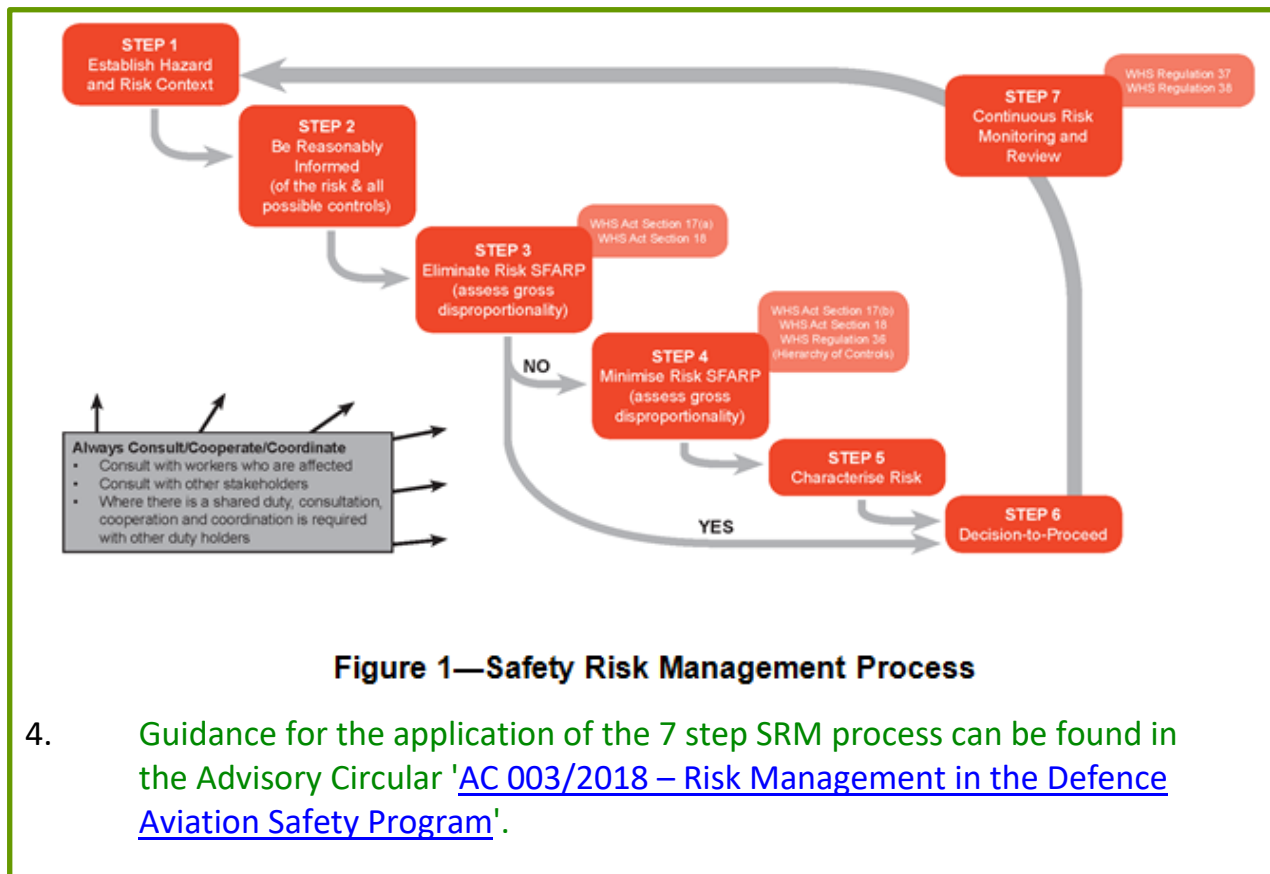 STEP 1
Establish Hazard
and Risk Context
STEP 2
Be Reasonably
Informed
(of the risk & all
possible controls)
WHS Act Section 17(a)
WHS Act Section 18
STEP 3
Eliminate Risk SFARP
(assess gross
disproportionality)
NO
WHS Act Section 17(b)
WHS Act Section 18
WHS Regulation 36
(Hierarchy of Controls)
STEP 4
Minimise Risk SFARP
(assess gross
disproportionality)
STEP 5
Characterise Risk
YES
STEP 6
Decision-to-Proceed
WHS Regulation 37
WHS Regulation 38
STEP 7
Continuous Risk
Monitoring and
Review
Always Consult/Cooperate/Coordinate
• Consult with workers who are affected
• Consult with other stakeholders
• Where there is a shared duty, consultation,
cooperation and coordination is required
with other duty holders
Figure 1—Safety Risk Management Process
4. Guidance for the application of the 7 step SRM process can be found in
the Advisory Circular 'AC 003/2018 – Risk Management in the Defence
Aviation Safety Program'.